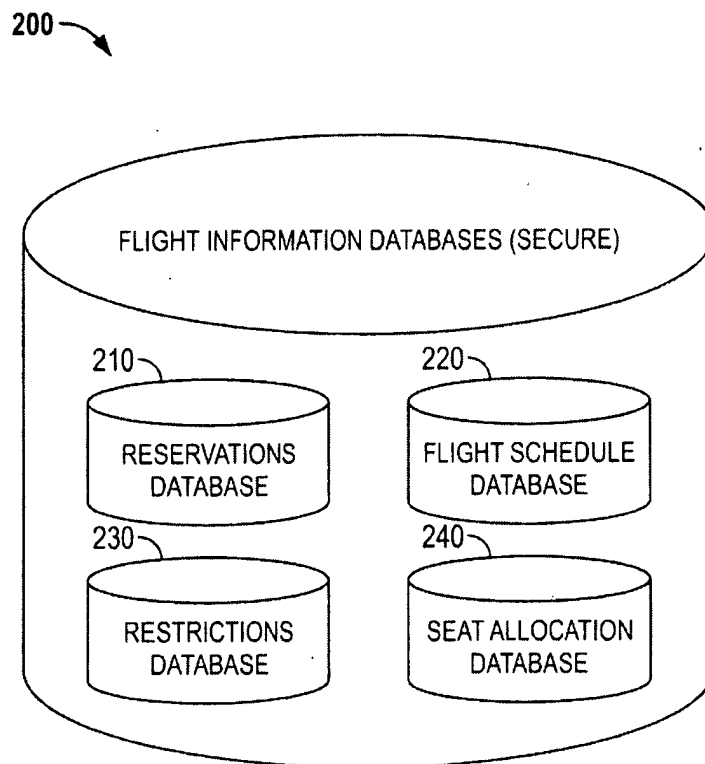 200
FLIGHT INFORMATION DATABASES (SECURE)
210
RESERVATIONS
DATABASE
220
FLIGHT SCHEDULE
DATABASE
230
RESTRICTIONS
DATABASE
240
SEAT ALLOCATION
DATABASE